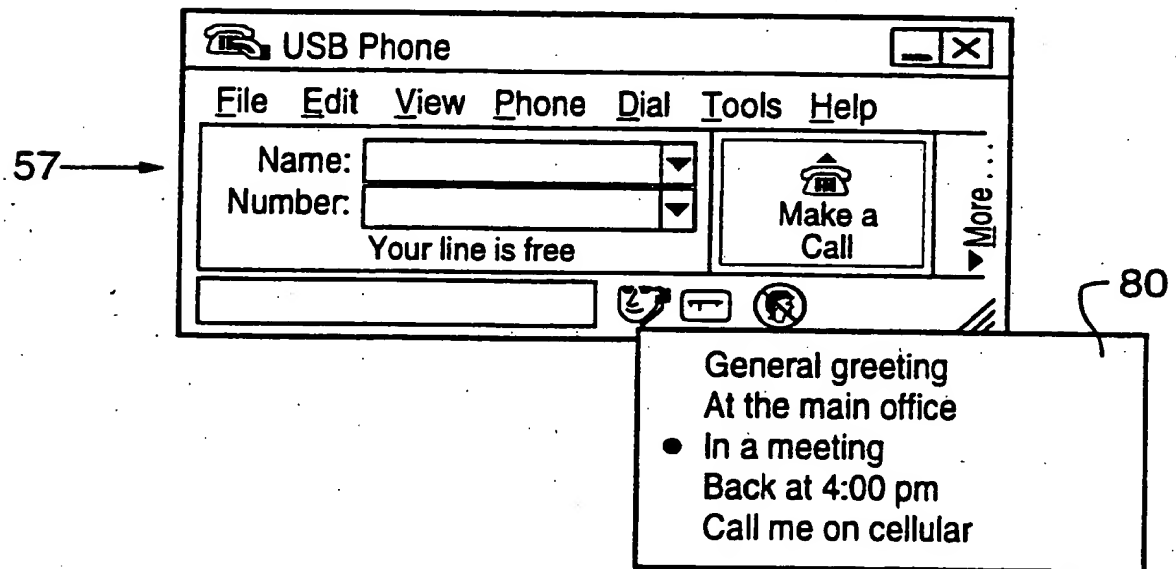 USB Phone
File Edit View Phone Dial Tools Help
57
Name:
Number:
Your line is free
Make a
Call
More...
80
General greeting
At the main office
In a meeting
Back at 4:00 pm
Call me on cellular